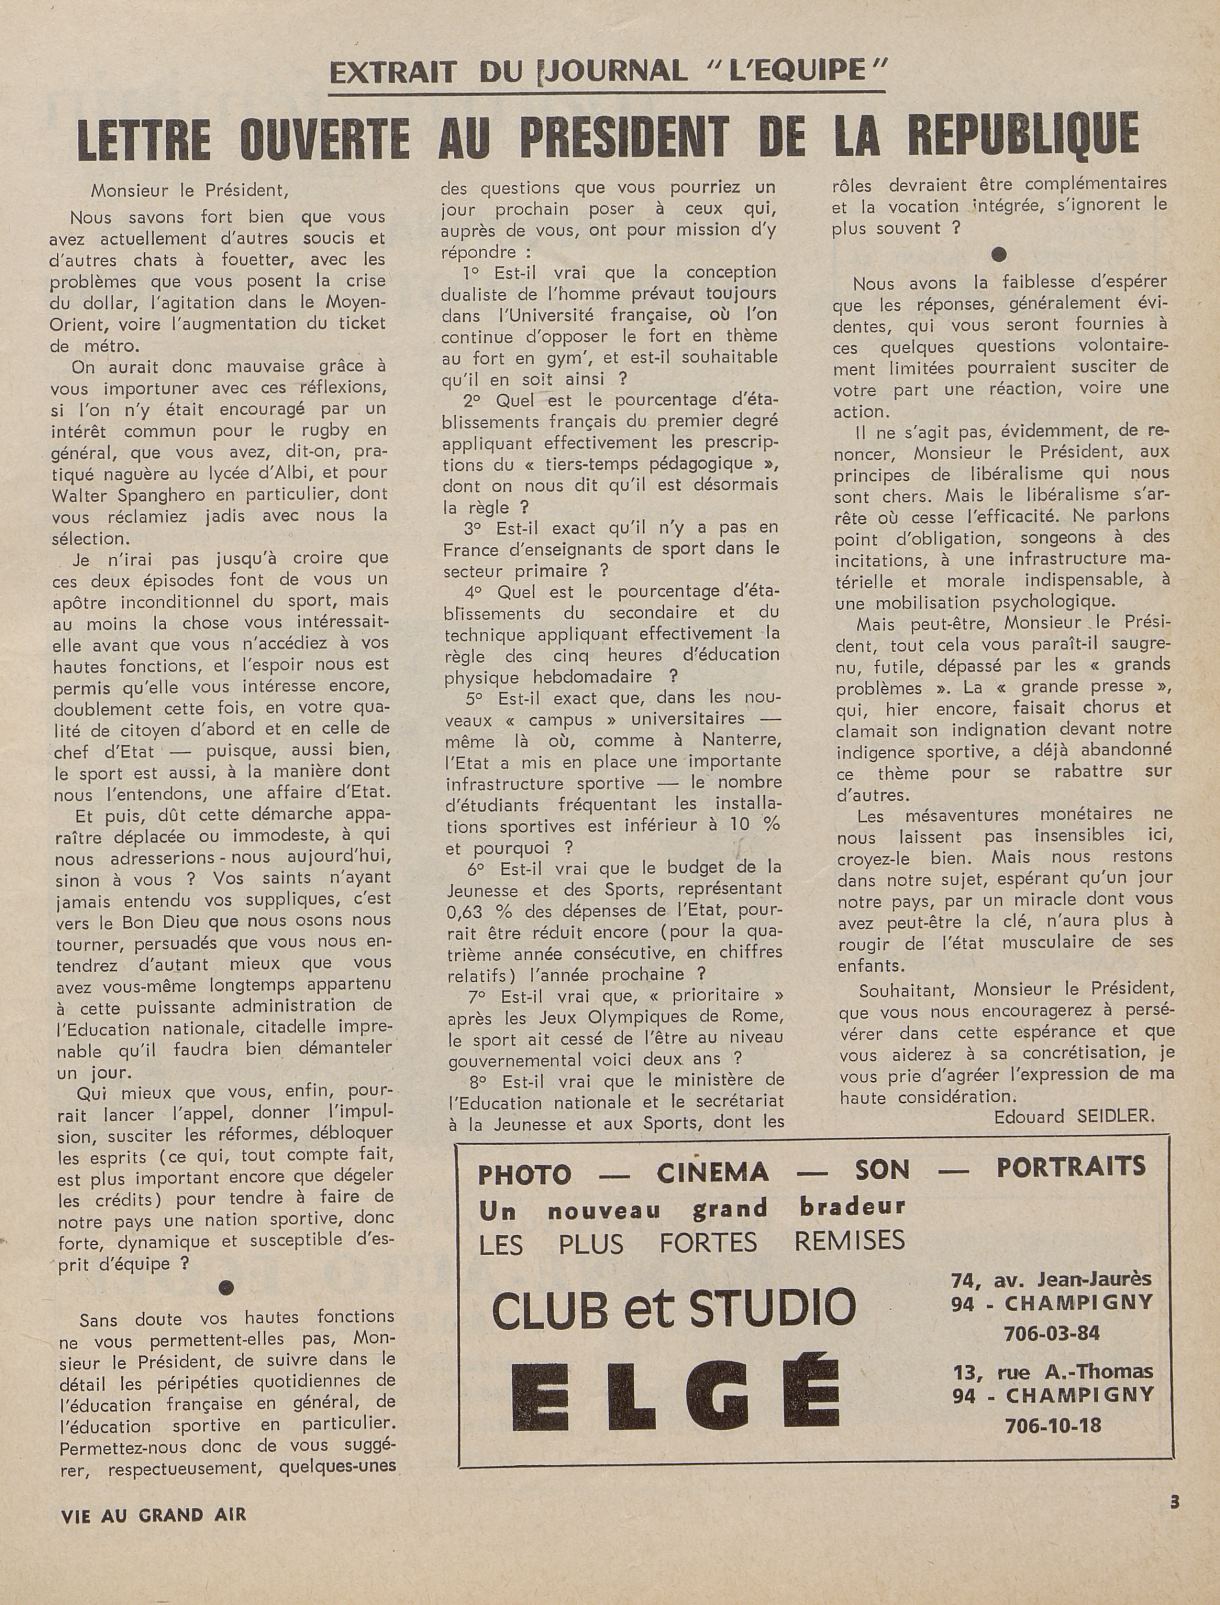 EXTRAIT DU JOURNAL "L'EQUIPE"
LETTRE OUVERTE AU PRESIDENT DE LA REPUBLIQUE
Monsieur le Président,
Nous savons fort bien que vous
avez actuellement d'autres soucis et
d'autres chats à fouetter, avec les
problèmes que vous posent la crise
du dollar, l'agitation dans le Moyen-
Orient, voire l'augmentation du ticket
de métro.
On aurait donc mauvaise grâce à
vous importuner avec ces réflexions,
si l'on n'y était encouragé par un
intérêt commun pour le rugby en
général, que vous avez, dit-on, pra-
tiqué naguère au lycée d'Albi, et pour
Walter Spanghero en particulier, dont
vous réclamiez jadis avec nous la
sélection.
Je n'irai pas jusqu'à croire que
ces deux épisodes font de vous un
apôtre inconditionnel du sport, mais
au moins la chose vous intéressait-
elle avant que vous n'accédiez à vos
hautes fonctions, et l'espoir nous est
permis qu'elle vous intéresse encore,
doublement cette fois, en votre qua-
lité de citoyen d'abord et en celle de
chef d'Etat — puisque, aussi bien,
le sport est aussi, à la manière dont
nous l'entendons, une affaire d'Etat.
Et puis, dût cette démarche appa-
raître déplacée ou immodeste, à qui
nous adresserions - nous aujourd'hui,
sinon à vous ? Vos saints n'ayant
jamais entendu vos suppliques, c'est
vers le Bon Dieu que nous osons nous
tourner, persuadés que vous nous en-
tendrez d'autant mieux que vous
avez vous-même longtemps appartenu
à cette puissante administration de
l'Education nationale, citadelle impre-
nable qu'il faudra bien démanteler
un jour.
Qui mieux que vous, enfin, pour-
rait lancer l'appel, donner l'impul-
sion, susciter les réformes, débloquer
les esprits (ce qui, tout compte fait,
est plus important encore que dégeler
les crédits) pour tendre à faire de
notre pays une nation sportive, donc
forte, dynamique et susceptible d'es-
prit d'équipe ?
●
Sans doute vos hautes fonctions
ne vous permettent-elles pas, Mon-
sieur le Président, de suivre dans le
détail les péripéties quotidiennes de
l'éducation française en général, de
l'éducation sportive en particulier.
Permettez-nous donc de vous suggé-
rer, respectueusement, quelques-unes
des questions que vous pourriez un
jour prochain poser à ceux qui,
auprès de vous, ont pour mission d'y
répondre :
1° Est-il vrai que la conception
dualiste de l'homme prévaut toujours
dans l'Université française, où l'on
continue d'opposer le fort en thème
au fort en gym', et est-il souhaitable
qu'il en soit ainsi ?
2° Quel est le pourcentage d'éta-
blissements français du premier degré
appliquant effectivement les prescrip-
tions du « tiers-temps pédagogique »,
dont on nous dit qu'il est désormais
la règle ?
3° Est-il exact qu'il n'y a pas en
France d'enseignants de sport dans le
secteur primaire ?
4° Quel est le pourcentage d'éta-
blissements du secondaire et du
technique appliquant effectivement la
règle des cinq heures d'éducation
physique hebdomadaire ?
5° Est-il exact que, dans les nou-
veaux « campus » universitaires —
même là où, comme à Nanterre,
l'Etat a mis en place une importante
infrastructure sportive — le nombre
d'étudiants fréquentant les installa-
tions sportives est inférieur à 10 %
et pourquoi ?
6° Est-il vrai que le budget de la
Jeunesse et des Sports, représentant
0,63 % des dépenses de l'Etat, pour-
rait être réduit encore (pour la qua-
trième année consécutive, en chiffres
relatifs) l'année prochaine ?
7° Est-il vrai que, « prioritaire »
après les Jeux Olympiques de Rome,
le sport ait cessé de l'être au niveau
gouvernemental voici deux ans ?
8° Est-il vrai que le ministère de
l'Education nationale et le secrétariat
à la Jeunesse et aux Sports, dont les
rôles devraient être complémentaires
et la vocation intégrée, s'ignorent le
plus souvent ?
●
Nous avons la faiblesse d'espérer
que les réponses, généralement évi-
dentes, qui vous seront fournies à
ces quelques questions volontaire-
ment limitées pourraient susciter de
votre part une réaction, voire une
action.
Il ne s'agit pas, évidemment, de re-
noncer, Monsieur le Président, aux
principes de libéralisme qui nous
sont chers. Mais le libéralisme s'ar-
rête où cesse l'efficacité. Ne parlons
point d'obligation, songeons à des
incitations, à une infrastructure ma-
térielle et morale indispensable, à
une mobilisation psychologique.
Mais peut-être, Monsieur le Prési-
dent, tout cela vous paraît-il saugre-
nu, futile, dépassé par les « grands
problèmes ». La « grande presse »,
qui, hier encore, faisait chorus et
clamait son indignation devant notre
indigence sportive, a déjà abandonné
ce thème pour se rabattre sur
d'autres.
Les mésaventures monétaires ne
nous laissent pas insensibles ici,
croyez-le bien. Mais nous restons
dans notre sujet, espérant qu'un jour
notre pays, par un miracle dont vous
avez peut-être la clé, n'aura plus à
rougir de l'état musculaire de ses
enfants.
Souhaitant, Monsieur le Président,
que vous nous encouragerez à persé-
vérer dans cette espérance et que
vous aiderez à sa concrétisation, je
vous prie d'agréer l'expression de ma
haute considération.
Edouard SEIDLER.
PHOTO — CINEMA — SON — PORTRAITS
Un nouveau grand bradeur
LES PLUS FORTES REMISES
CLUB et STUDIO
ELGÉ
74, av. Jean-Jaurès
94 - CHAMPIGNY
706-03-84
13, rue A.-Thomas
94 - CHAMPIGNY
706-10-18
VIE AU GRAND AIR
3